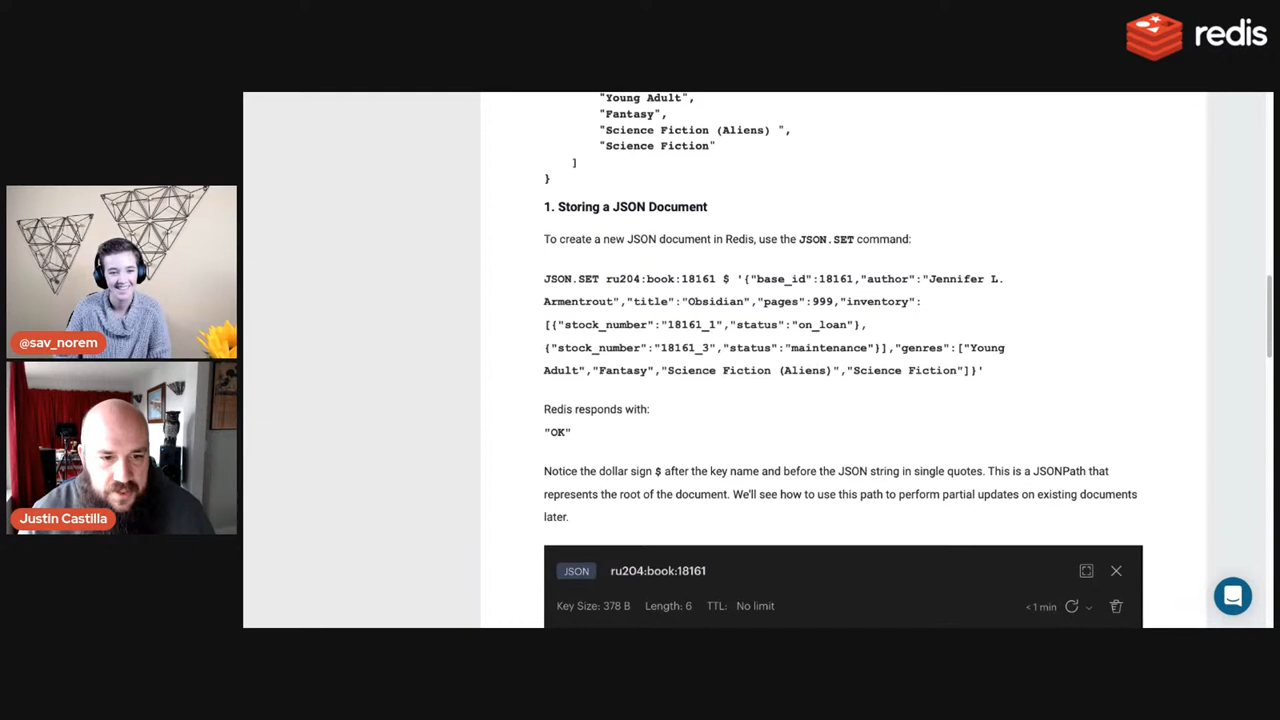 redis
"Young Adult",
"Fantasy",
"Science Fiction (Aliens) ",
"Science Fiction"
]
}
1. Storing a JSON Document
To create a new JSON document in Redis, use the JSON.SET command:
JSON.SET ru204:book:18161 $ '{"base_id":18161,"author":"Jennifer L.
Armentrout","title":"Obsidian","pages":999,"inventory":
[{"stock_number":"18161_1","status":"on_loan"},
{"stock_number":"18161_3","status":"maintenance"}],"genres":["Young
Adult","Fantasy","Science Fiction (Aliens)","Science Fiction"]}'
Redis responds with:
"OK"
Notice the dollar sign $ after the key name and before the JSON string in single quotes. This is a JSONPath that
represents the root of the document. We'll see how to use this path to perform partial updates on existing documents
later.
JSON ru204:book:18161
Key Size: 378 B Length: 6 TTL: No limit < 1 min
@sav_norem
Justin Castilla